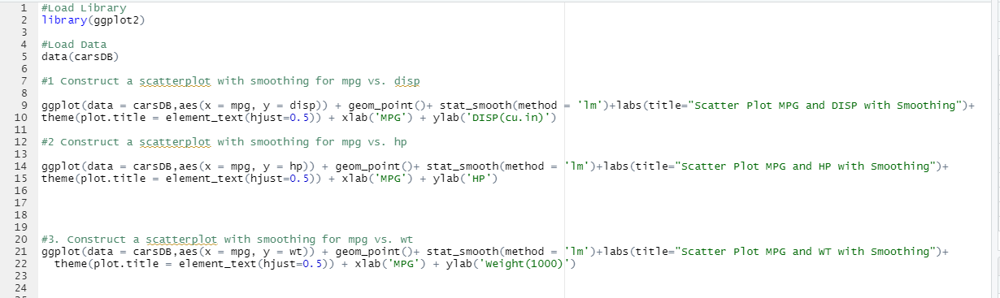 1 #Load Library
2 library(ggplot2)
3
4 #Load Data
5 data(carsDB)
6
7 #1 Construct a scatterplot with smoothing for mpg vs. disp
8
9 ggplot(data = carsDB,aes(x = mpg, y = disp)) + geom_point()+ stat_smooth(method = 'lm')+labs(title="Scatter Plot MPG and DISP with Smoothing")+
10 theme(plot.title = element_text(hjust=0.5)) + xlab('MPG') + ylab('DISP(cu.in)')
11
12 #2 Construct a scatterplot with smoothing for mpg vs. hp
13
14 ggplot(data = carsDB,aes(x = mpg, y = hp)) + geom_point()+ stat_smooth(method = 'lm')+labs(title="Scatter Plot MPG and HP with Smoothing")+
15 theme(plot.title = element_text(hjust=0.5)) + xlab('MPG') + ylab('HP')
16
17
18
19
20 #3. Construct a scatterplot with smoothing for mpg vs. wt
21 ggplot(data = carsDB,aes(x = mpg, y = wt)) + geom_point()+ stat_smooth(method = 'lm')+labs(title="Scatter Plot MPG and WT with Smoothing")+
22   theme(plot.title = element_text(hjust=0.5)) + xlab('MPG') + ylab('Weight(1000)')
23
24